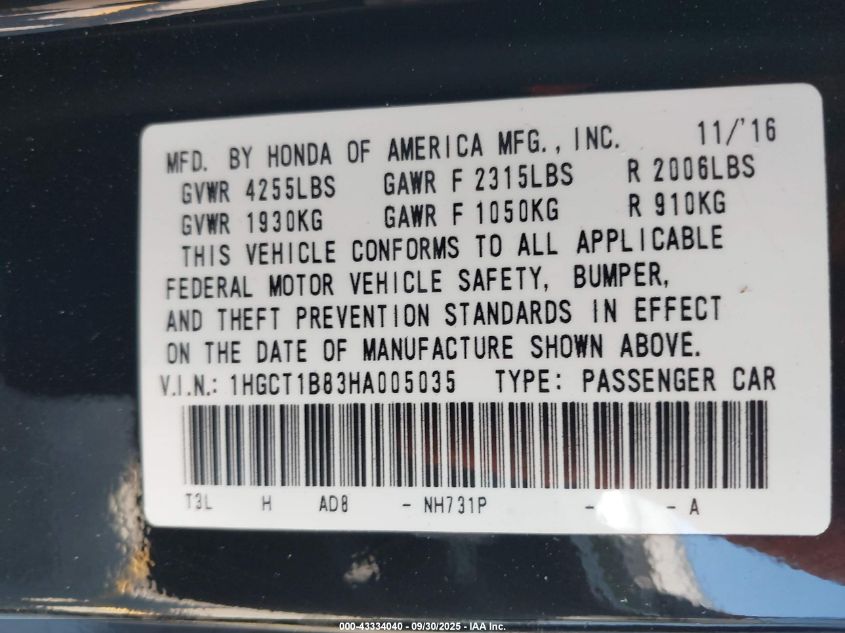 MFD. BY HONDA OF AMERICA MFG., INC. 11/'16
GVWR 4255LBS GAWR F 2315LBS R 2006LBS
GVWR 1930KG GAWR F 1050KG R 910KG
THIS VEHICLE CONFORMS TO ALL APPLICABLE
FEDERAL MOTOR VEHICLE SAFETY, BUMPER,
AND THEFT PREVENTION STANDARDS IN EFFECT
ON THE DATE OF MANUFACTURE SHOWN ABOVE.
V.I.N.: 1HGCT1B83HA005035 TYPE: PASSENGER CAR
T3L H AD8 - NH731P - - A
000-43334040 - 09/30/2025 - IAA Inc.